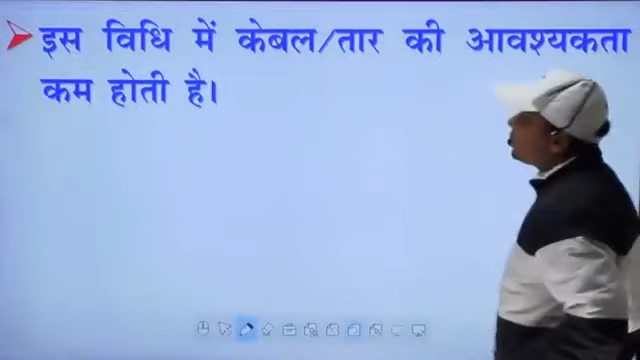 इस विधि में केबल/तार की आवश्यकता
कम होती है।